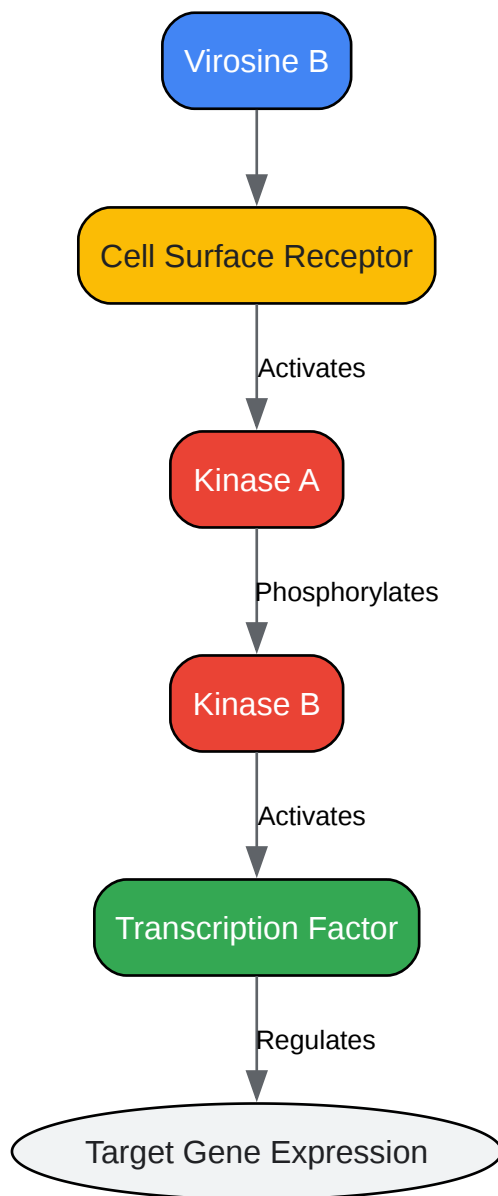 Virosine B
Cell Surface Receptor
Activates
Kinase A
Phosphorylates
Kinase B
Activates
Transcription Factor
Regulates
Target Gene Expression